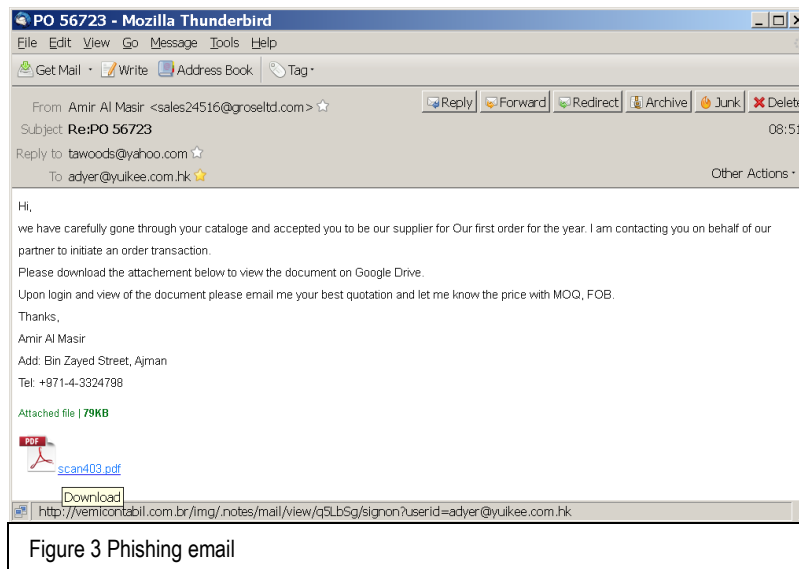 PO 56723 - Mozilla Thunderbird
File Edit View Go Message Tools Help
Get Mail Write Address Book Tag
From Amir Al Masir <sales24516@groseltd.com>
Reply Forward Redirect Archive Junk Delete
Subject Re:PO 56723
08:51
Reply to tawoods@yahoo.com
To adyer@yuikee.com.hk
Other Actions
Hi,
we have carefully gone through your cataloge and accepted you to be our supplier for Our first order for the year. I am contacting you on behalf of our
partner to initiate an order transaction.
Please download the attachement below to view the document on Google Drive.
Upon login and view of the document please email me your best quotation and let me know the price with MOQ, FOB.
Thanks,
Amir Al Masir
Add: Bin Zayed Street, Ajman
Tel: +971-4-3324798
Attached file | 79KB
PDF
scan403.pdf
Download
http://vemicontabil.com.br/img/.notes/mail/view/q5LbSg/signon?userid=adyer@yuikee.com.hk
Figure 3 Phishing email